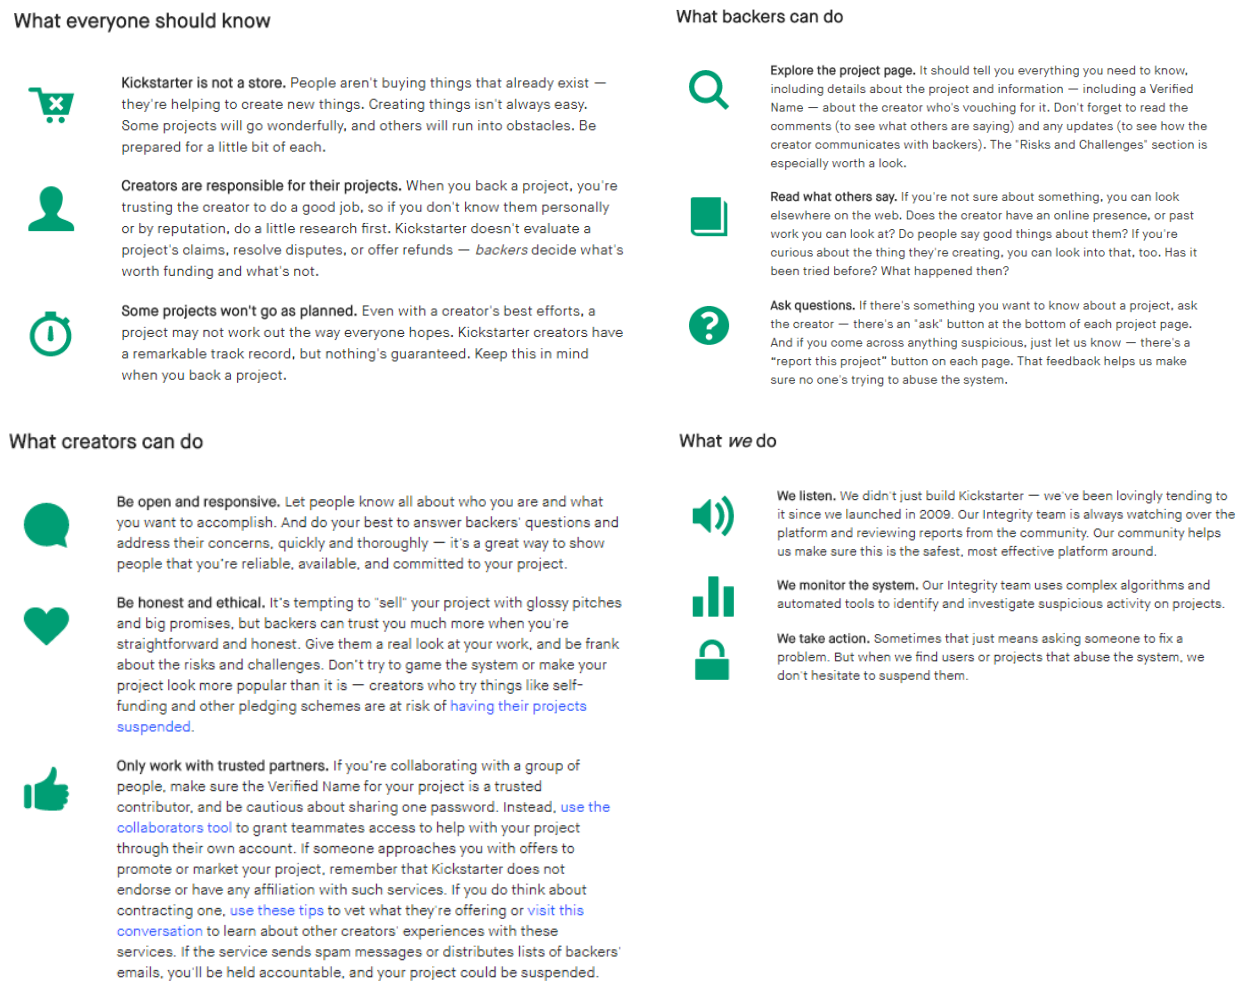 What everyone should know
Kickstarter is not a store. People aren't buying things that already exist —
they're helping to create new things. Creating things isn't always easy.
Some projects will go wonderfully, and others will run into obstacles. Be
prepared for a little bit of each.
Creators are responsible for their projects. When you back a project, you're
trusting the creator to do a good job, so if you don't know them personally
or by reputation, do a little research first. Kickstarter doesn't evaluate a
project's claims, resolve disputes, or offer refunds — backers decide what's
worth funding and what's not.
Some projects won't go as planned. Even with a creator's best efforts, a
project may not work out the way everyone hopes. Kickstarter creators have
a remarkable track record, but nothing's guaranteed. Keep this in mind
when you back a project.
What backers can do
Explore the project page. It should tell you everything you need to know,
including details about the project and information — including a Verified
Name — about the creator who's vouching for it. Don't forget to read the
comments (to see what others are saying) and any updates (to see how the
creator communicates with backers). The "Risks and Challenges" section is
especially worth a look.
Read what others say. If you're not sure about something, you can look
elsewhere on the web. Does the creator have an online presence, or past
work you can look at? Do people say good things about them? If you're
curious about the thing they're creating, you can look into that, too. Has it
been tried before? What happened then?
Ask questions. If there's something you want to know about a project, ask
the creator — there's an "ask" button at the bottom of each project page.
And if you come across anything suspicious, just let us know — there's a
“report this project” button on each page. That feedback helps us make
sure no one's trying to abuse the system.
What creators can do
Be open and responsive. Let people know all about who you are and what
you want to accomplish. And do your best to answer backers' questions and
address their concerns, quickly and thoroughly — it's a great way to show
people that you're reliable, available, and committed to your project.
Be honest and ethical. It's tempting to "sell" your project with glossy pitches
and big promises, but backers can trust you much more when you're
straightforward and honest. Give them a real look at your work, and be frank
about the risks and challenges. Don't try to game the system or make your
project look more popular than it is — creators who try things like self-
funding and other pledging schemes are at risk of having their projects
suspended.
Only work with trusted partners. If you're collaborating with a group of
people, make sure the Verified Name for your project is a trusted
contributor, and be cautious about sharing one password. Instead, use the
collaborators tool to grant teammates access to help with your project
through their own account. If someone approaches you with offers to
promote or market your project, remember that Kickstarter does not
endorse or have any affiliation with such services. If you do think about
contracting one, use these tips to vet what they're offering or visit this
conversation to learn about other creators' experiences with these
services. If the service sends spam messages or distributes lists of backers'
emails, you'll be held accountable, and your project could be suspended.
What we do
We listen. We didn't just build Kickstarter — we've been lovingly tending to
it since we launched in 2009. Our Integrity team is always watching over the
platform and reviewing reports from the community. Our community helps
us make sure this is the safest, most effective platform around.
We monitor the system. Our Integrity team uses complex algorithms and
automated tools to identify and investigate suspicious activity on projects.
We take action. Sometimes that just means asking someone to fix a
problem. But when we find users or projects that abuse the system, we
don't hesitate to suspend them.